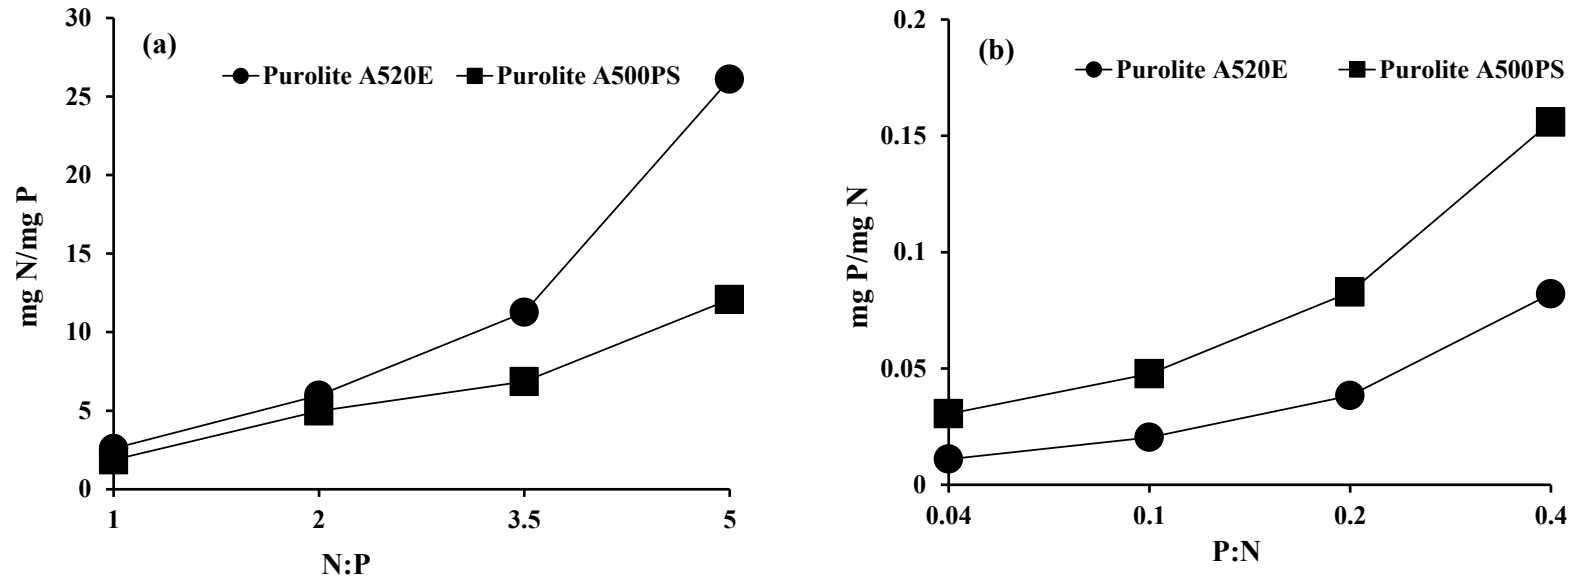 (a)
Purolite A520E
Purolite A500PS
30
25
20
15
10
5
0
mg N/mg P
1
2
3.5
5
N:P
(b)
Purolite A520E
Purolite A500PS
0.2
0.15
0.1
0.05
0
mg P/mg N
0.04
0.1
0.2
0.4
P:N